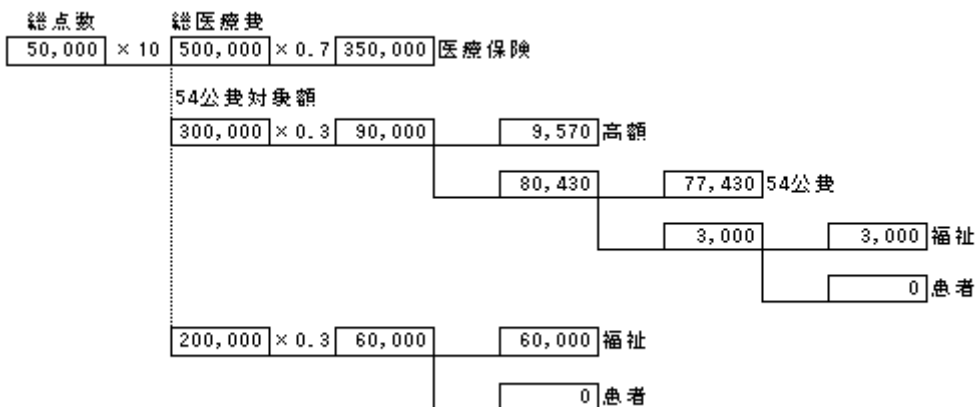 総点数 総医療費
50,000 × 10 500,000 × 0.7 350,000 医療保険
54公費対象額
300,000 × 0.3 90,000 9,570 高額
80,430 77,430 54公費
3,000 3,000 福祉
0 患者
200,000 × 0.3 60,000 60,000 福祉
0 患者